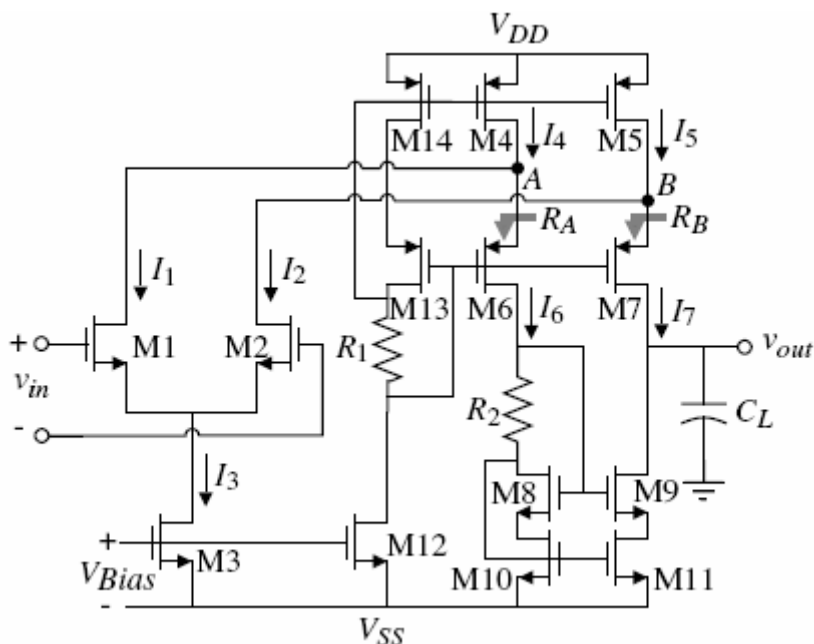 VDD
M14 M4 I4 M5 I5
A B
RA RB
I1 I2
M13 M6 I6 M7 I7
+ M1 M2 R1 vout
vin R2 CL
-
I3 M8 M9
+ M3 M12
VBias M10 M11
-
VSS